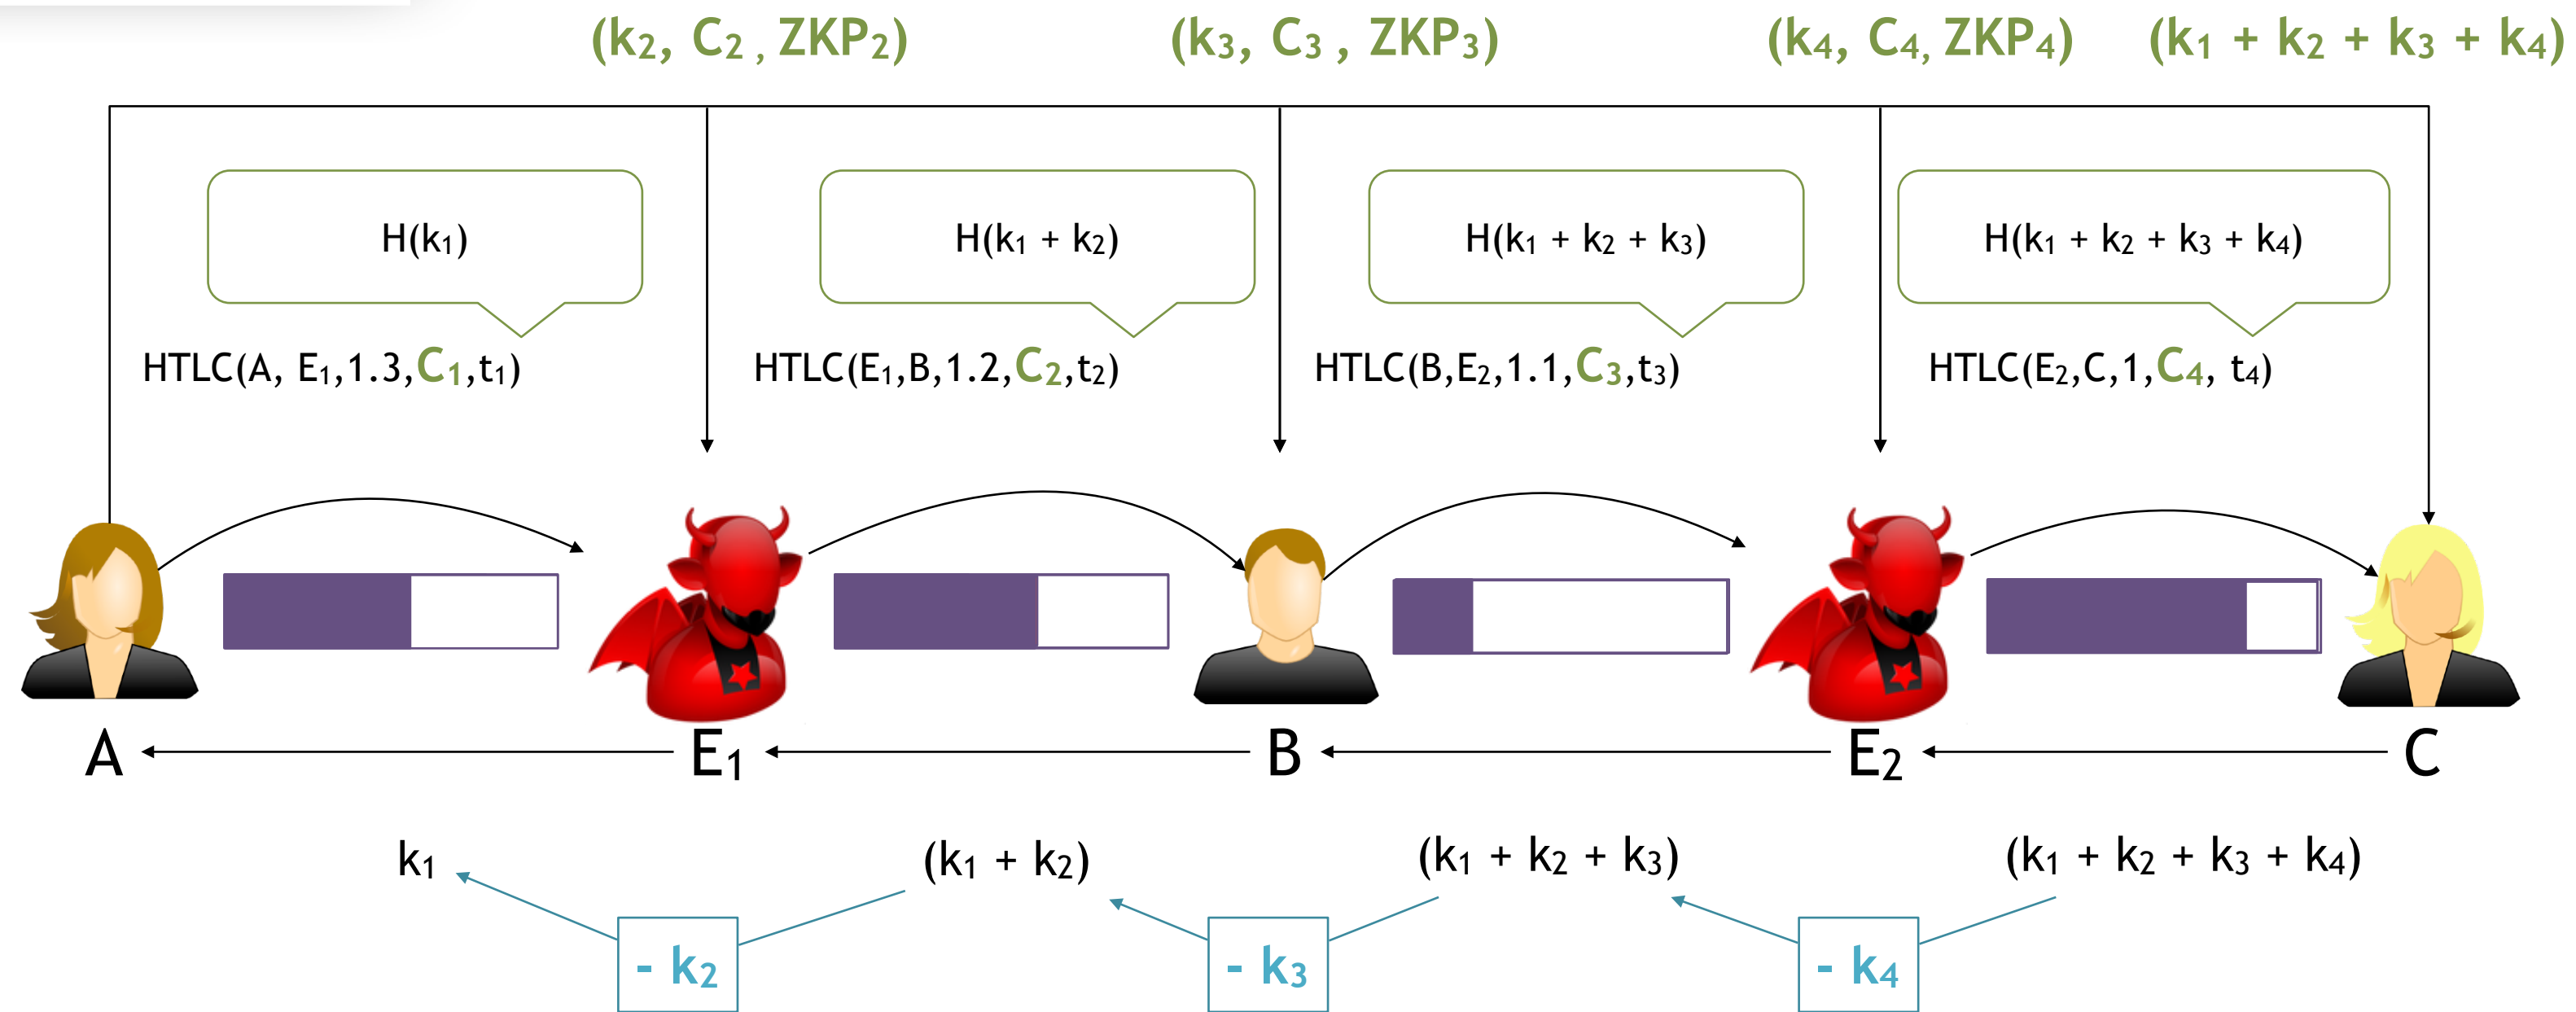 (k₂, C₂ , ZKP₂) (k₃, C₃ , ZKP₃) (k₄, C₄, ZKP₄) (k₁ + k₂ + k₃ + k₄)
H(k₁) H(k₁ + k₂) H(k₁ + k₂ + k₃) H(k₁ + k₂ + k₃ + k₄)
HTLC(A, E₁,1.3,C₁,t₁) HTLC(E₁,B,1.2,C₂,t₂) HTLC(B,E₂,1.1,C₃,t₃) HTLC(E₂,C,1,C₄, t₄)
A E₁ B E₂ C
k₁ (k₁ + k₂) (k₁ + k₂ + k₃) (k₁ + k₂ + k₃ + k₄)
- k₂ - k₃ - k₄